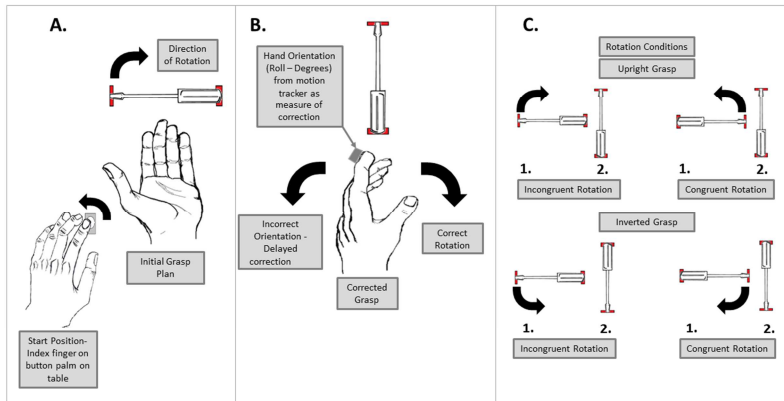 A.
Direction
of Rotation
Initial Grasp
Plan
Start Position-
Index finger on
button palm on
table
B.
Hand Orientation
(Roll – Degrees)
from motion
tracker as
measure of
correction
Incorrect
Orientation -
Delayed
correction
Correct
Rotation
Corrected
Grasp
C.
Rotation Conditions
Upright Grasp
1.
2.
1.
2.
Incongruent Rotation
Congruent Rotation
Inverted Grasp
1.
2.
1.
2.
Incongruent Rotation
Congruent Rotation